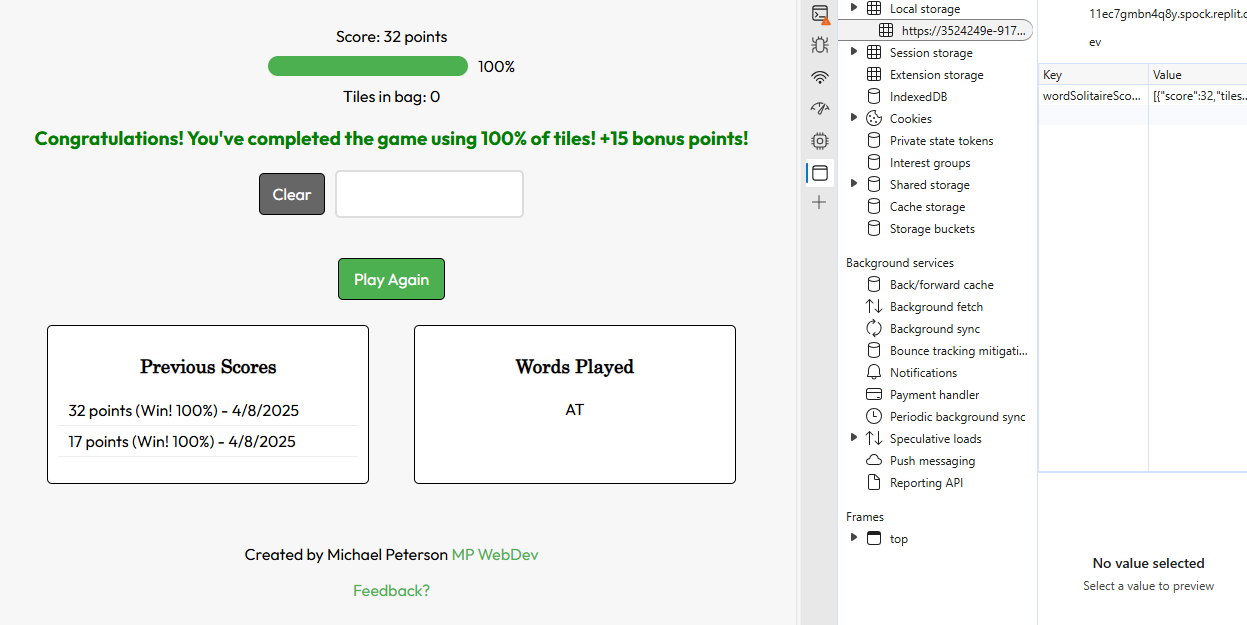 Score: 32 points
100%
Tiles in bag: 0
Congratulations! You've completed the game using 100% of tiles! +15 bonus points!
Clear
Play Again
Previous Scores
32 points (Win! 100%) - 4/8/2025
17 points (Win! 100%) - 4/8/2025
Words Played
AT
Created by Michael Peterson MP WebDev
Feedback?
Local storage
https://3524249e-917...
Session storage
Extension storage
IndexedDB
Cookies
Private state tokens
Interest groups
Shared storage
Cache storage
Storage buckets
Background services
Back/forward cache
Background fetch
Background sync
Bounce tracking mitigati...
Notifications
Payment handler
Periodic background sync
Speculative loads
Push messaging
Reporting API
Frames
top
11ec7gmbn4q8y.spock.replit.d
ev
Key Value
wordSolitaireSco... [{"score":32,"tiles...
No value selected
Select a value to preview